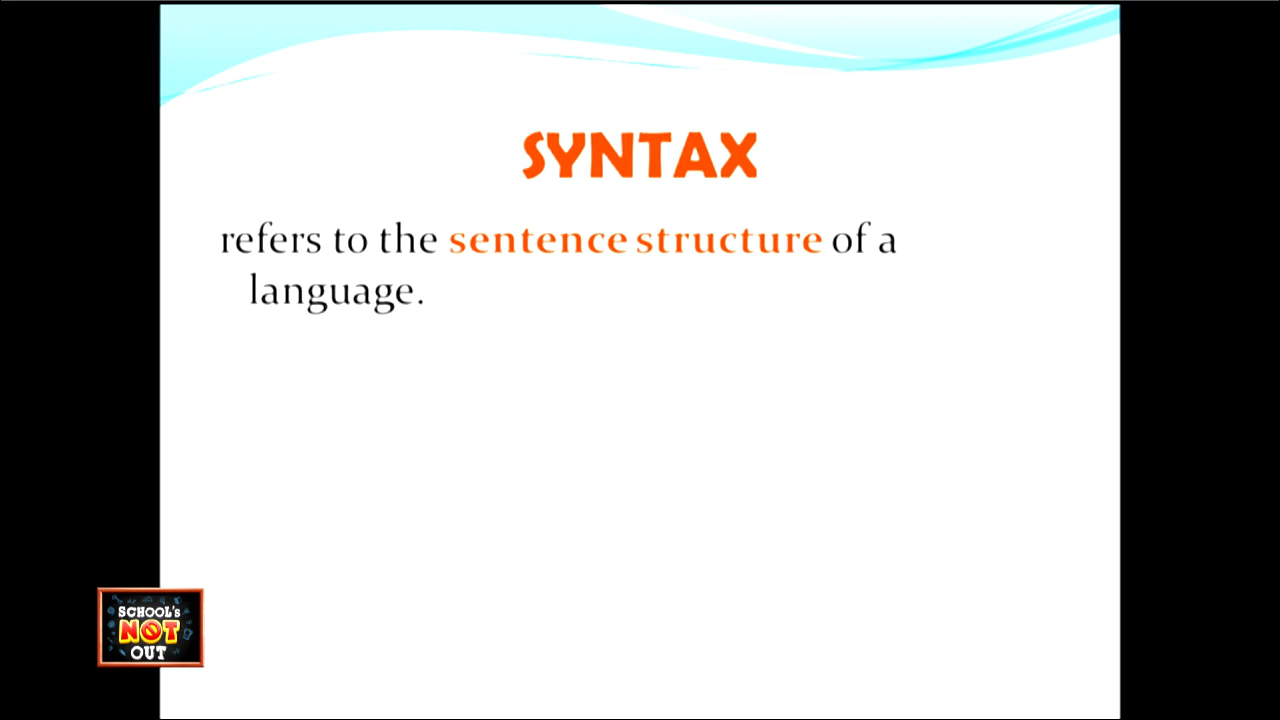 SYNTAX
refers to the sentence structure of a
language.
SCHOOL'S
NOT
OUT